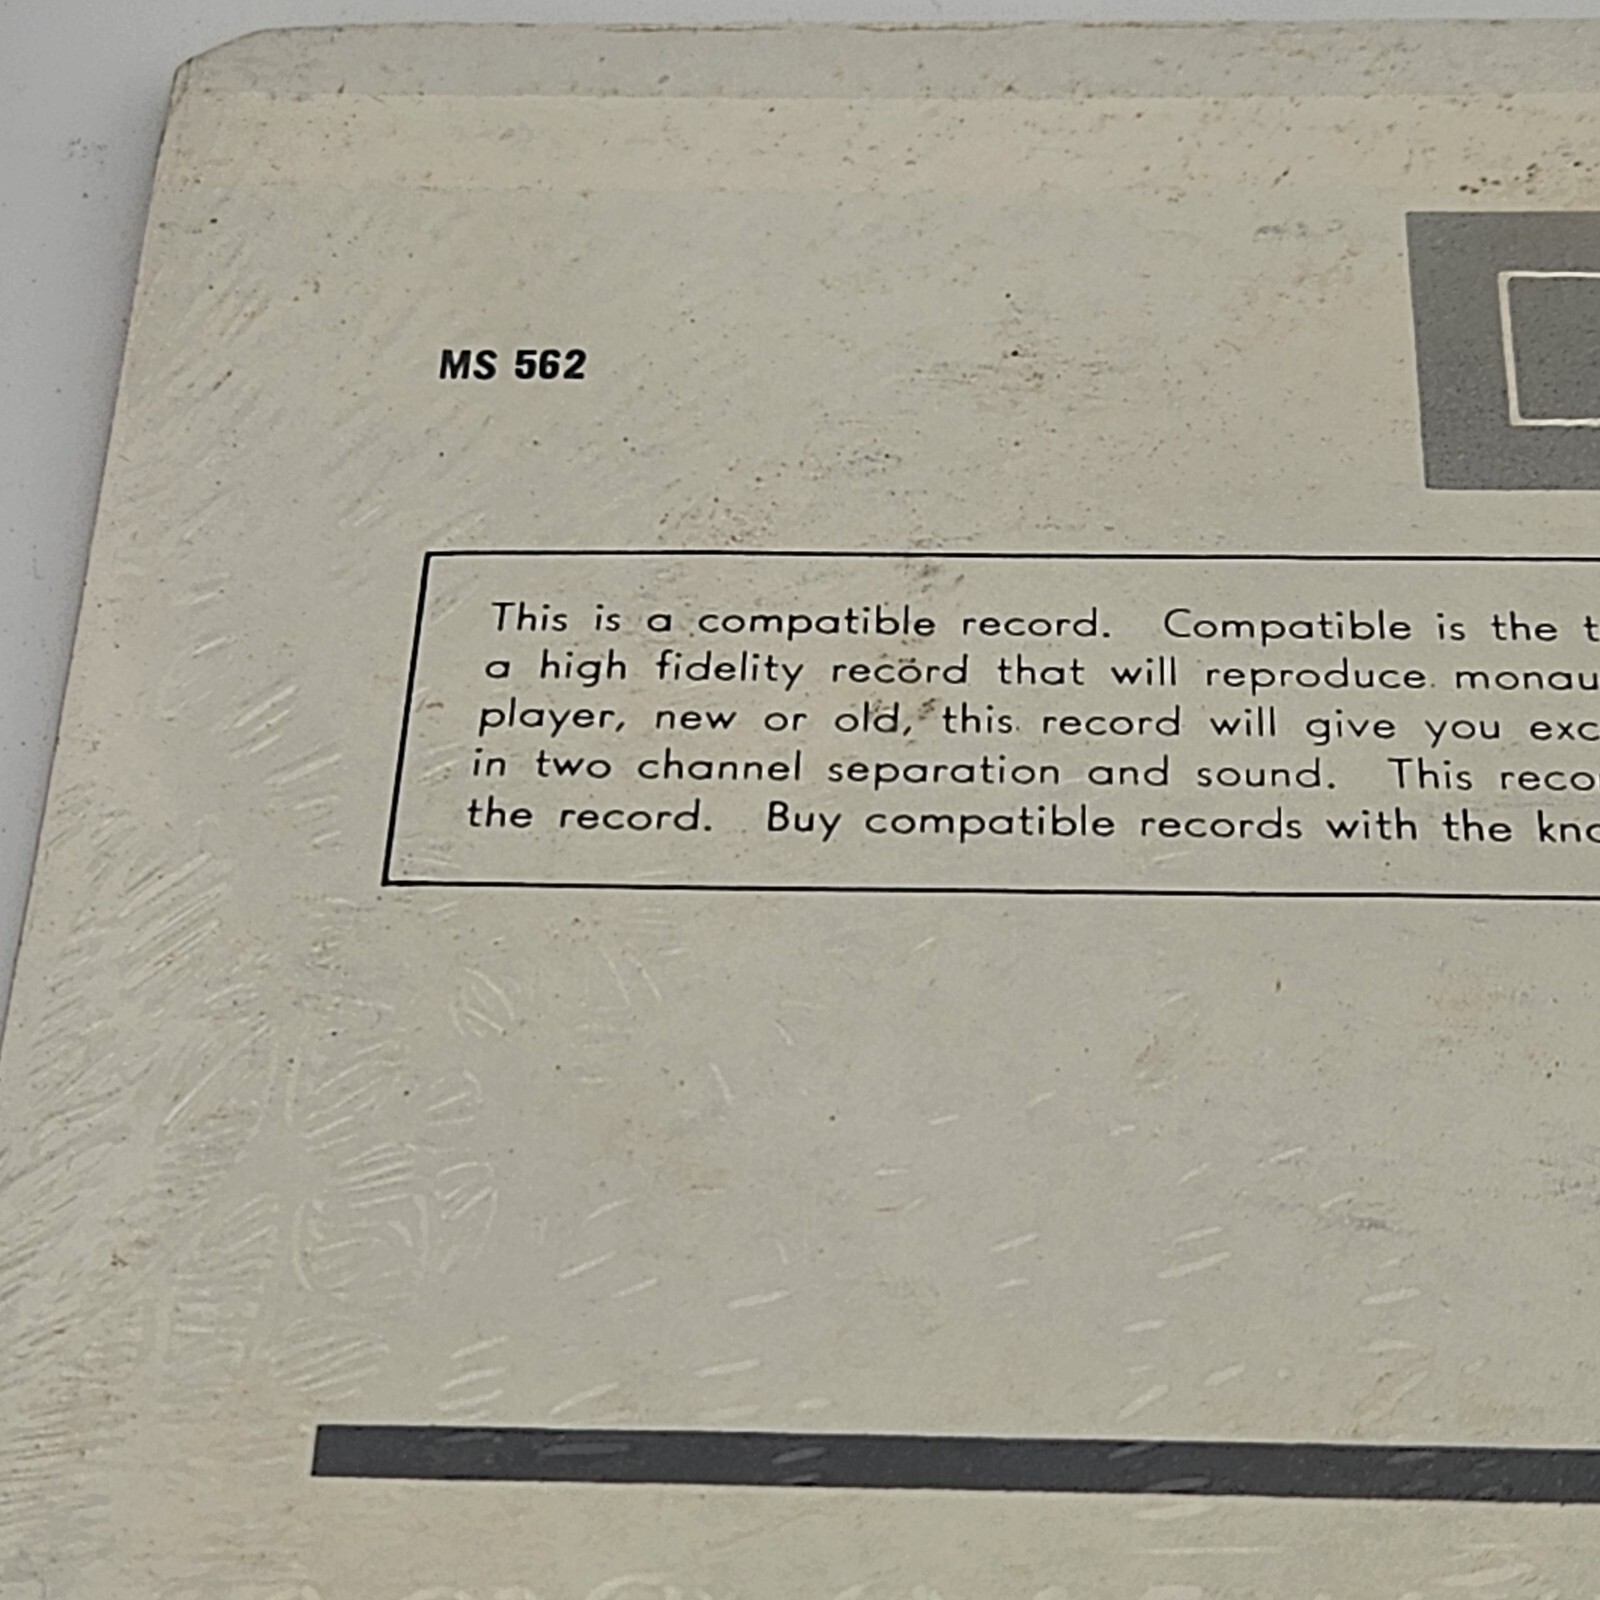 MS 562
This is a compatible record. Compatible is the
a high fidelity record that will reproduce
player, new or old, this record will give you
in two channel separation and sound. This
the record. Buy compatible records with the